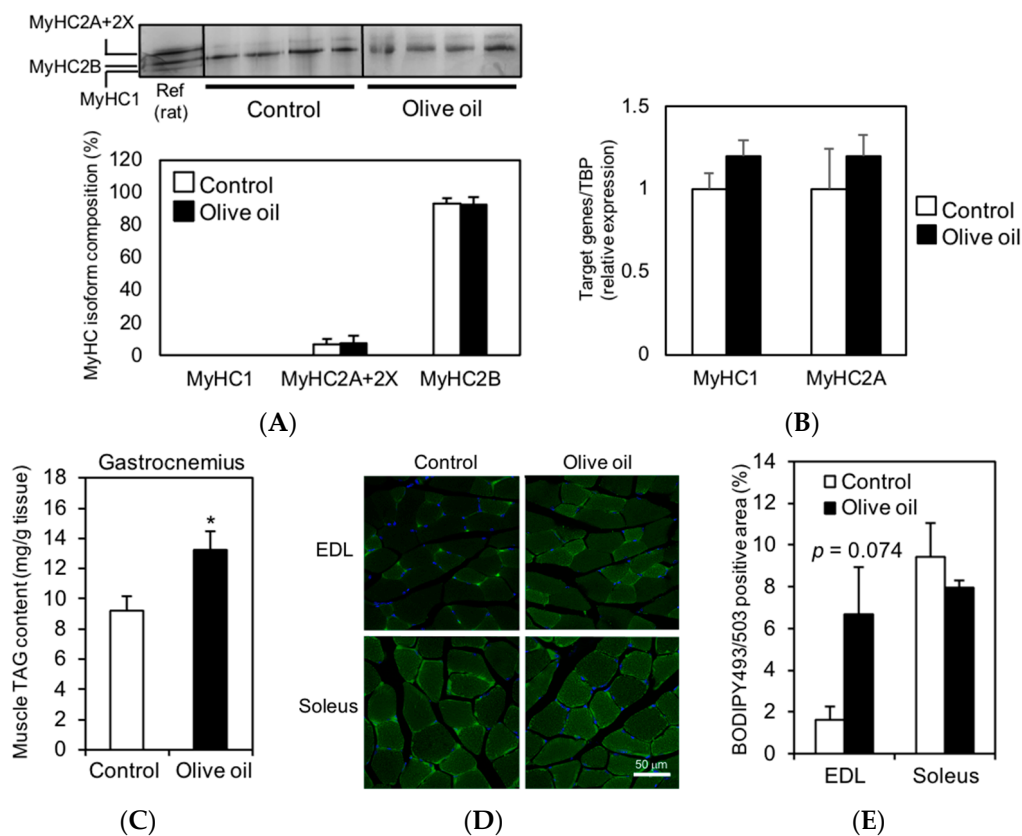 MyHC2A+2X
MyHC2B
MyHC1
Ref
(rat)
Control
Olive oil
MyHC isoform composition (%)
120
100
80
60
40
20
0
Control
Olive oil
MyHC1
MyHC2A+2X
MyHC2B
(A)
Target genes/TBP
(relative expression)
1.5
1
0.5
0
Control
Olive oil
MyHC1
MyHC2A
(B)
Gastrocnemius
Muscle TAG content (mg/g tissue)
18
16
14
12
10
8
6
4
2
0
*
Control
Olive oil
(C)
Control
Olive oil
EDL
Soleus
50 μm
(D)
BODIPY493/503 positive area (%)
14
12
10
8
6
4
2
0
Control
Olive oil
p = 0.074
EDL
Soleus
(E)